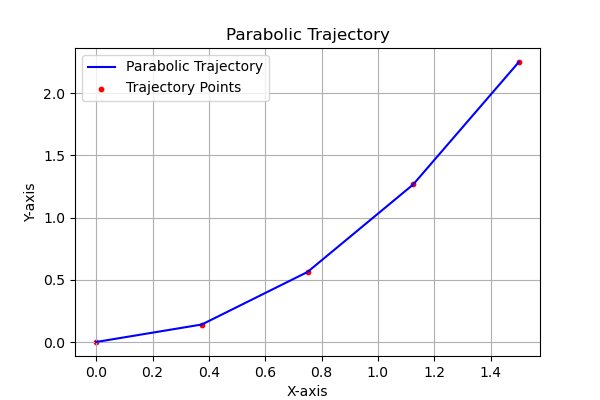 Parabolic Trajectory
Parabolic Trajectory
Trajectory Points
Y-axis
2.0
1.5
1.0
0.5
0.0
0.0 0.2 0.4 0.6 0.8 1.0 1.2 1.4
X-axis